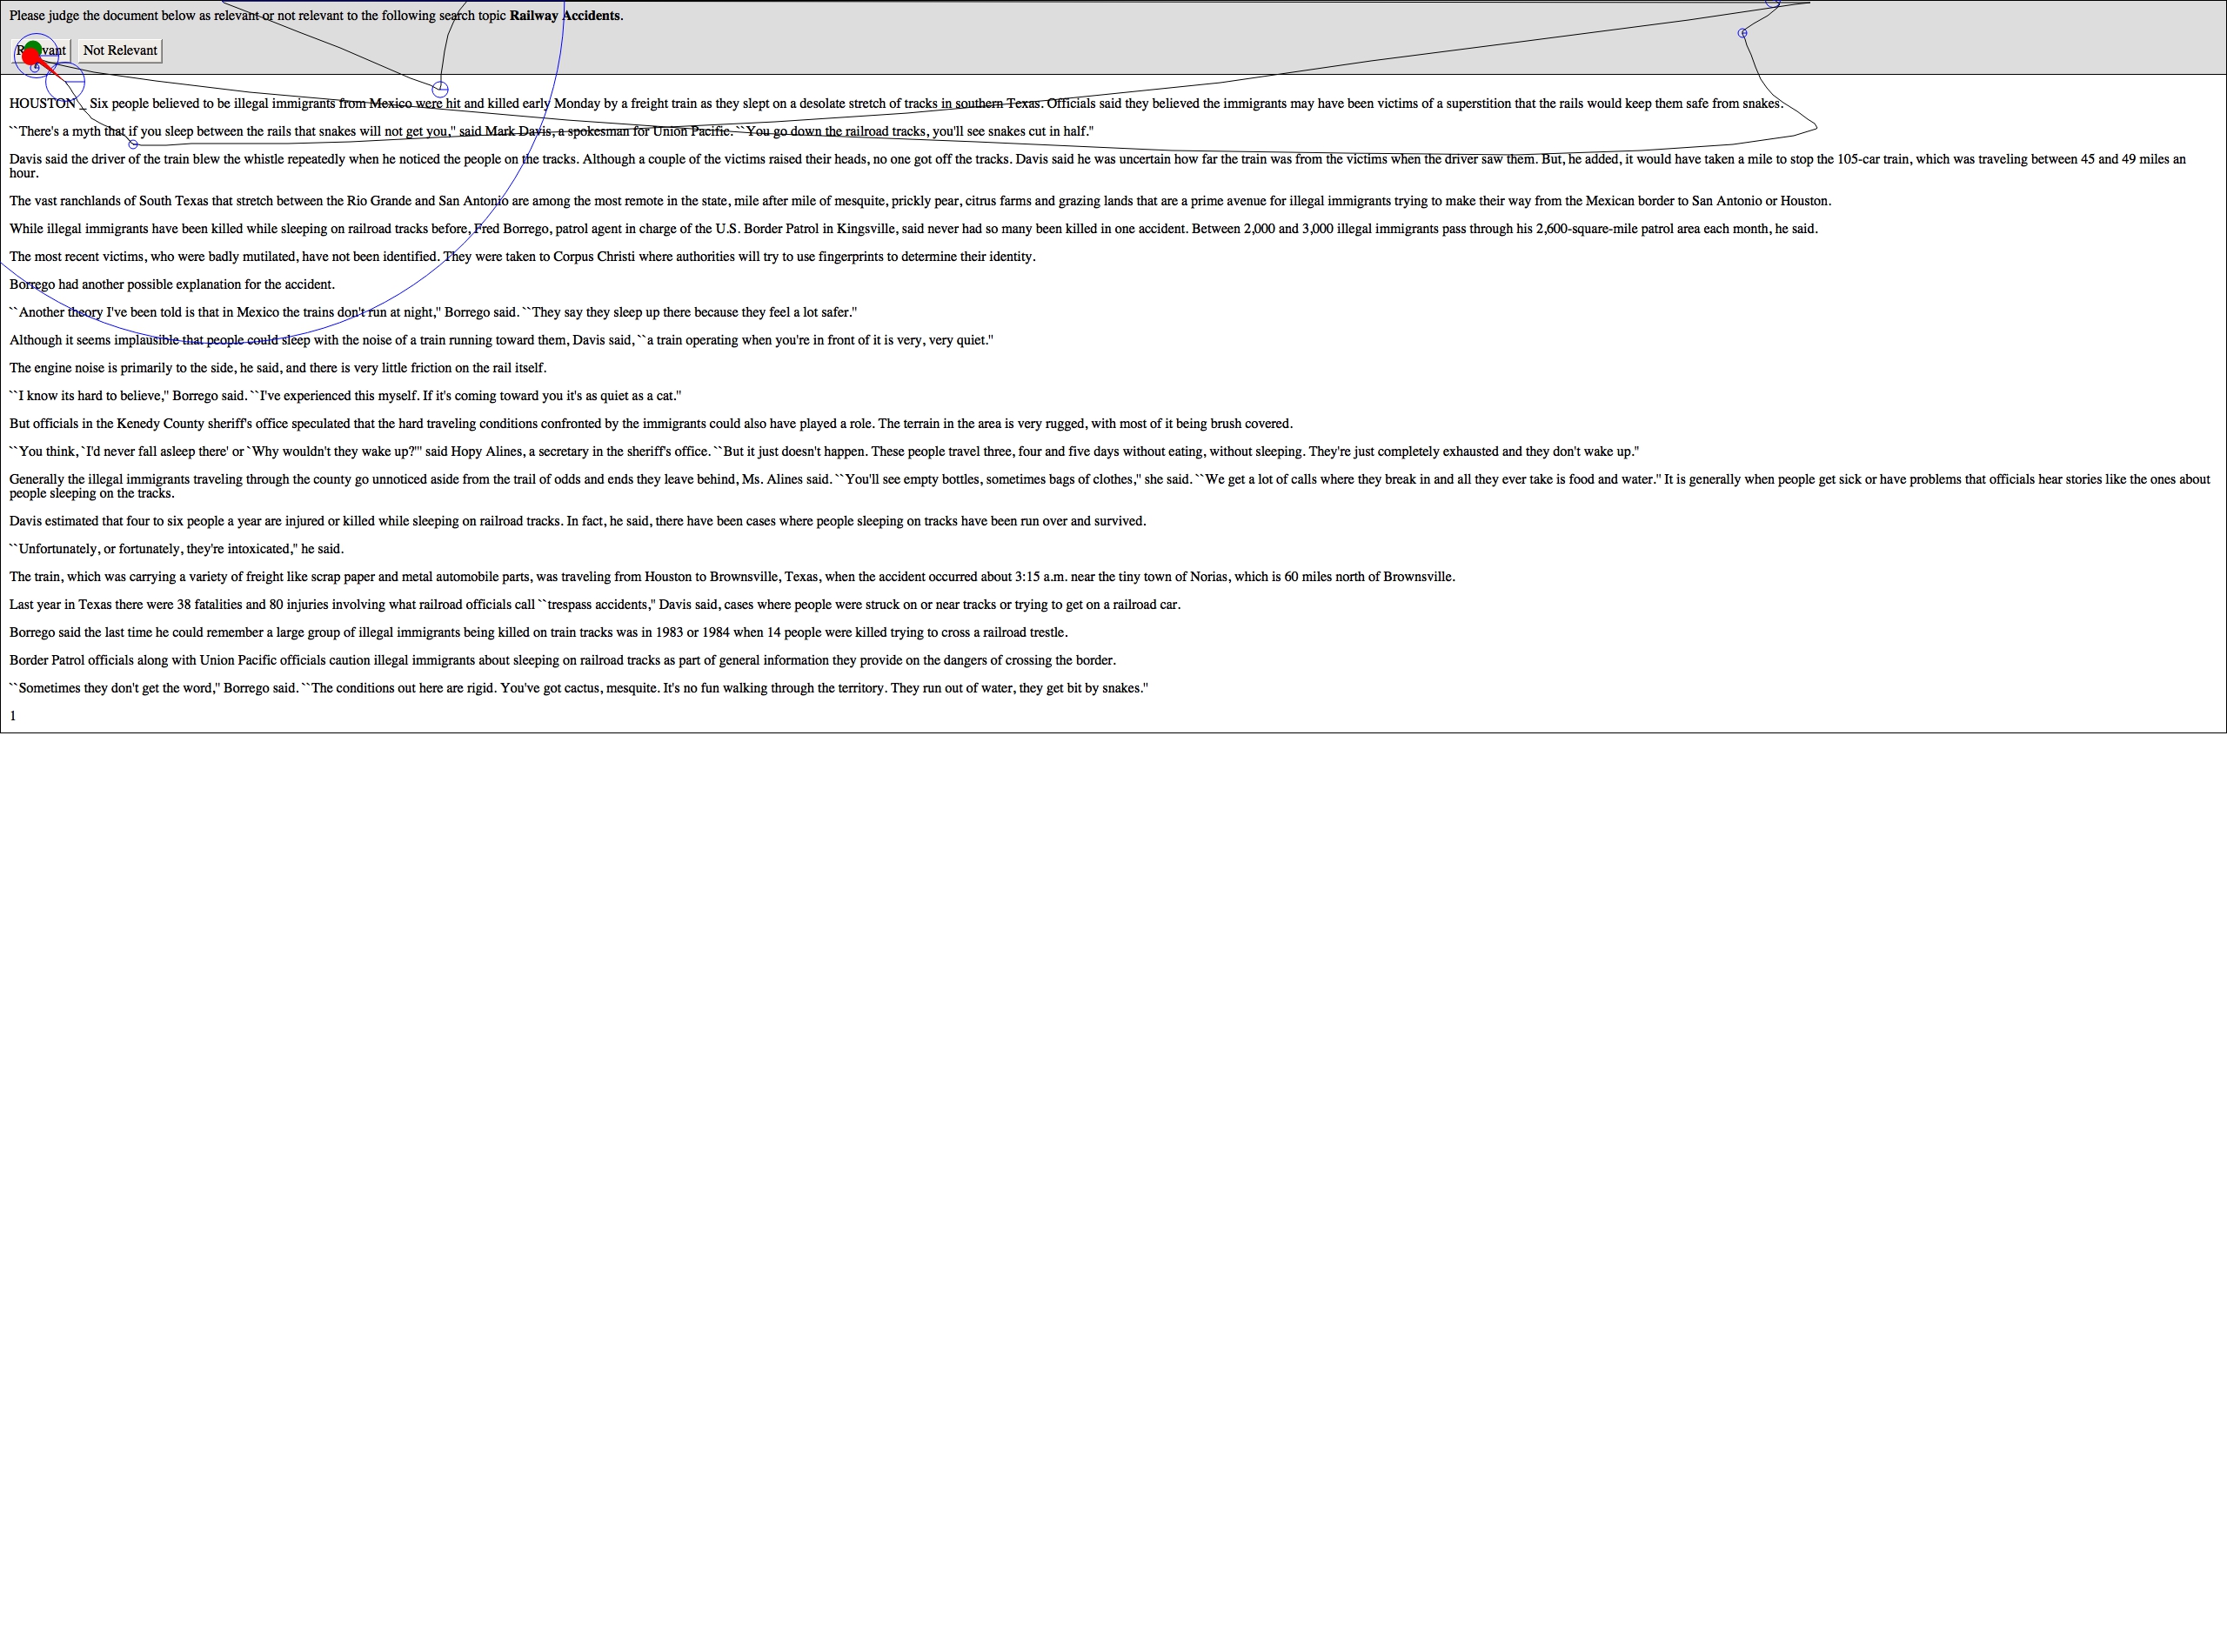 Please judge the document below as relevant or not relevant to the following search topic Railway Accidents.
Relevant Not Relevant
HOUSTON _ Six people believed to be illegal immigrants from Mexico were hit and killed early Monday by a freight train as they slept on a desolate stretch of tracks in southern Texas. Officials said they believed the immigrants may have been victims of a superstition that the rails would keep them safe from snakes.
``There's a myth that if you sleep between the rails that snakes will not get you,'' said Mark Davis, a spokesman for Union Pacific. ``You go down the railroad tracks, you'll see snakes cut in half.''
Davis said the driver of the train blew the whistle repeatedly when he noticed the people on the tracks. Although a couple of the victims raised their heads, no one got off the tracks. Davis said he was uncertain how far the train was from the victims when the driver saw them. But, he added, it would have taken a mile to stop the 105-car train, which was traveling between 45 and 49 miles an
hour.
The vast ranchlands of South Texas that stretch between the Rio Grande and San Antonio are among the most remote in the state, mile after mile of mesquite, prickly pear, citrus farms and grazing lands that are a prime avenue for illegal immigrants trying to make their way from the Mexican border to San Antonio or Houston.
While illegal immigrants have been killed while sleeping on railroad tracks before, Fred Borrego, patrol agent in charge of the U.S. Border Patrol in Kingsville, said never had so many been killed in one accident. Between 2,000 and 3,000 illegal immigrants pass through his 2,600-square-mile patrol area each month, he said.
The most recent victims, who were badly mutilated, have not been identified. They were taken to Corpus Christi where authorities will try to use fingerprints to determine their identity.
Borrego had another possible explanation for the accident.
``Another theory I've been told is that in Mexico the trains don't run at night,'' Borrego said. ``They say they sleep up there because they feel a lot safer.''
Although it seems implausible that people could sleep with the noise of a train running toward them, Davis said, ``a train operating when you're in front of it is very, very quiet.''
The engine noise is primarily to the side, he said, and there is very little friction on the rail itself.
``I know its hard to believe,'' Borrego said. ``I've experienced this myself. If it's coming toward you it's as quiet as a cat.''
But officials in the Kenedy County sheriff's office speculated that the hard traveling conditions confronted by the immigrants could also have played a role. The terrain in the area is very rugged, with most of it being brush covered.
``You think, `I'd never fall asleep there' or `Why wouldn't they wake up?''' said Hopy Alines, a secretary in the sheriff's office. ``But it just doesn't happen. These people travel three, four and five days without eating, without sleeping. They're just completely exhausted and they don't wake up.''
Generally the illegal immigrants traveling through the county go unnoticed aside from the trail of odds and ends they leave behind, Ms. Alines said. ``You'll see empty bottles, sometimes bags of clothes,'' she said. ``We get a lot of calls where they break in and all they ever take is food and water.'' It is generally when people get sick or have problems that officials hear stories like the ones about
people sleeping on the tracks.
Davis estimated that four to six people a year are injured or killed while sleeping on railroad tracks. In fact, he said, there have been cases where people sleeping on tracks have been run over and survived.
``Unfortunately, or fortunately, they're intoxicated,'' he said.
The train, which was carrying a variety of freight like scrap paper and metal automobile parts, was traveling from Houston to Brownsville, Texas, when the accident occurred about 3:15 a.m. near the tiny town of Norias, which is 60 miles north of Brownsville.
Last year in Texas there were 38 fatalities and 80 injuries involving what railroad officials call ``trespass accidents,'' Davis said, cases where people were struck on or near tracks or trying to get on a railroad car.
Borrego said the last time he could remember a large group of illegal immigrants being killed on train tracks was in 1983 or 1984 when 14 people were killed trying to cross a railroad trestle.
Border Patrol officials along with Union Pacific officials caution illegal immigrants about sleeping on railroad tracks as part of general information they provide on the dangers of crossing the border.
``Sometimes they don't get the word,'' Borrego said. ``The conditions out here are rigid. You've got cactus, mesquite. It's no fun walking through the territory. They run out of water, they get bit by snakes.''
1